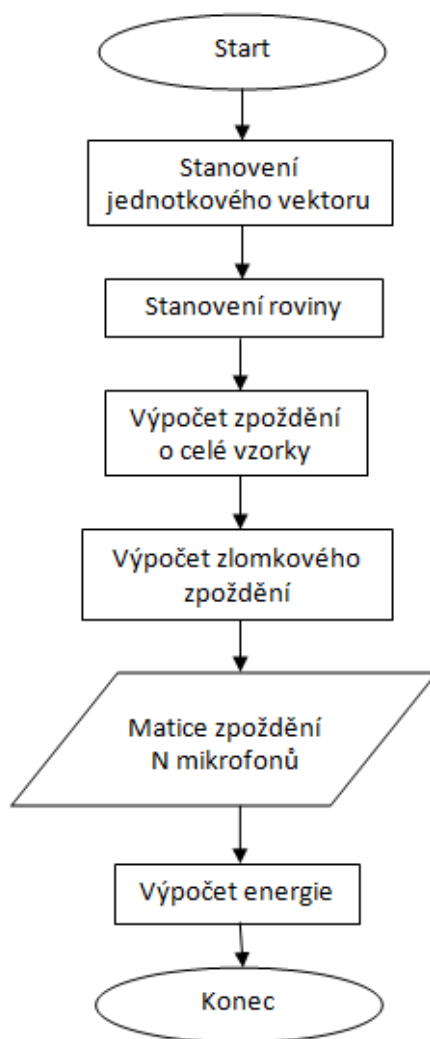 Start
Stanovení
jednotkového vektoru
Stanovení roviny
Výpočet zpoždění
o celé vzorky
Výpočet zlomkového
zpoždění
Matice zpoždění
N mikrofonů
Výpočet energie
Konec